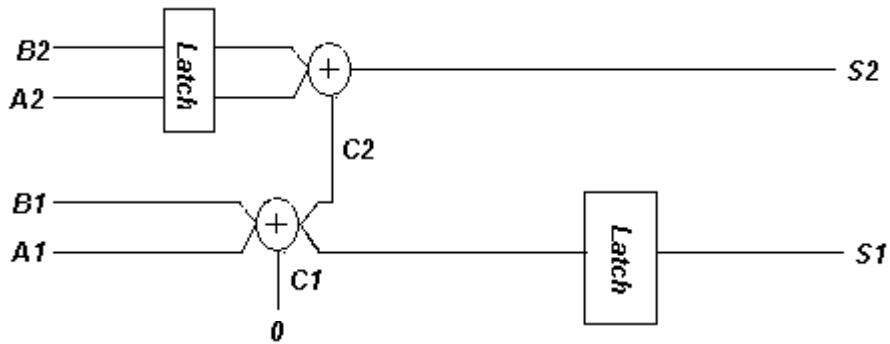 B2
A2
Latch
+
S2
C2
B1
A1
+
C1
0
Latch
S1